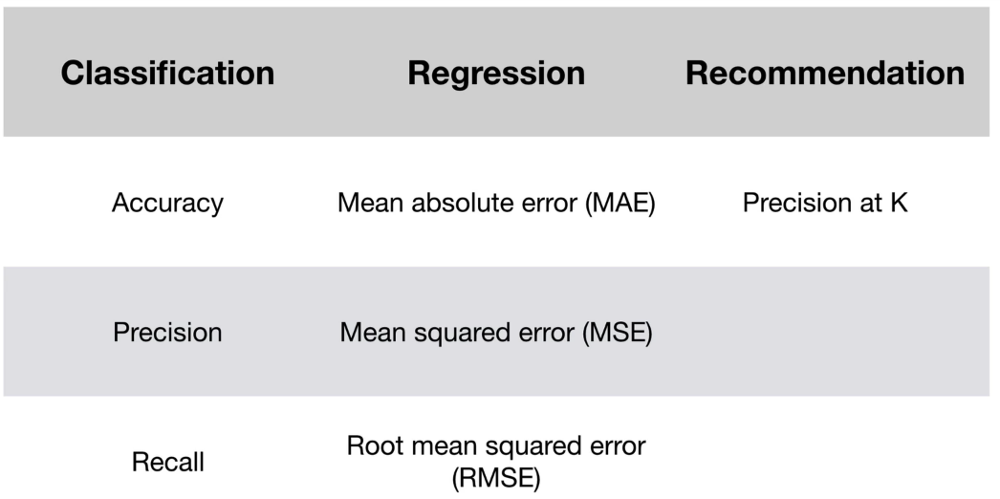 Classification Regression Recommendation
Accuracy Mean absolute error (MAE) Precision at K
Precision Mean squared error (MSE)
Recall Root mean squared error (RMSE)